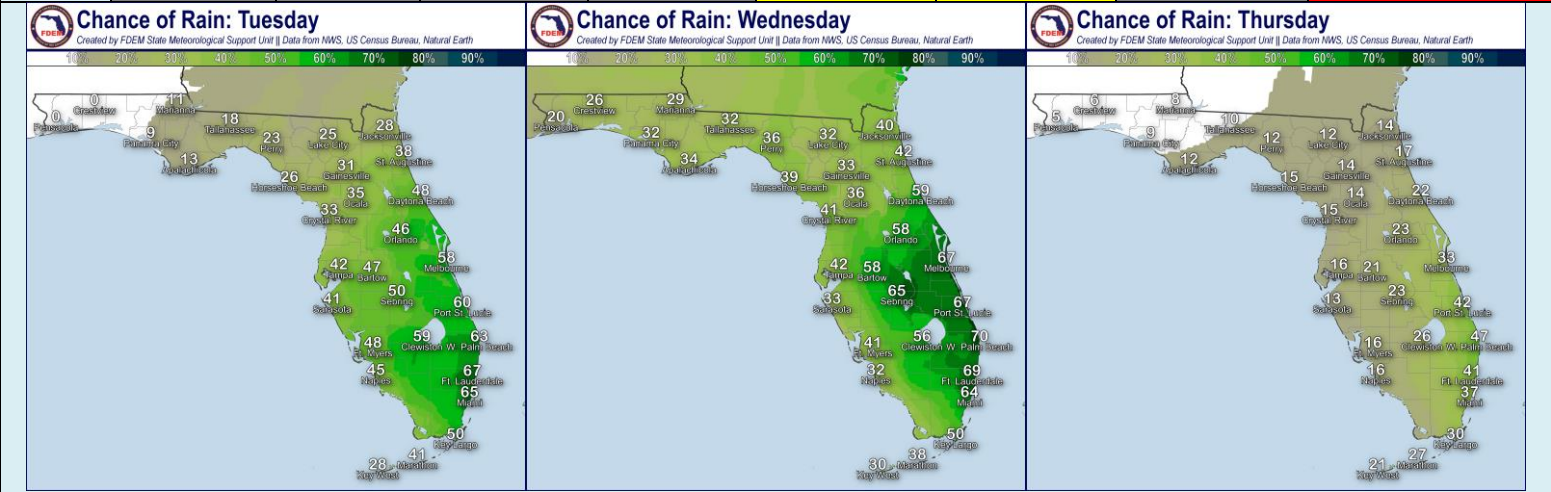 Chance of Rain: Tuesday
Created by FDEM State Meteorological Support Unit || Data from NWS, US Census Bureau, Natural Earth
FDEM
10% 20% 30% 40% 50% 60% 70% 80% 90%
0
Crestview
11
Marianna
0
Pensacola
18
Tallahassee
9
Panama City
23
Perry
25
Lake City
28
Jacksonville
13
Apalachicola
38
St. Augustine
31
Gainesville
26
Horseshoe Beach
35
Ocala
48
Daytona Beach
33
Crystal River
46
Orlando
58
Melbourne
42
Tampa
47
Bartow
50
Sebring
41
Sarasota
60
Port St. Lucie
48
Ft. Myers
59
Clewiston
63
W. Palm Beach
45
Naples
67
Ft. Lauderdale
65
Miami
50
Key Largo
41
Marathon
28
Key West
Chance of Rain: Wednesday
Created by FDEM State Meteorological Support Unit || Data from NWS, US Census Bureau, Natural Earth
FDEM
10% 20% 30% 40% 50% 60% 70% 80% 90%
26
Crestview
29
Marianna
20
Pensacola
32
Tallahassee
32
Panama City
36
Perry
32
Lake City
40
Jacksonville
34
Apalachicola
42
St. Augustine
33
Gainesville
39
Horseshoe Beach
36
Ocala
59
Daytona Beach
41
Crystal River
58
Orlando
67
Melbourne
42
Tampa
58
Bartow
65
Sebring
33
Sarasota
67
Port St. Lucie
41
Ft. Myers
56
Clewiston
70
W. Palm Beach
32
Naples
69
Ft. Lauderdale
64
Miami
50
Key Largo
38
Marathon
30
Key West
Chance of Rain: Thursday
Created by FDEM State Meteorological Support Unit || Data from NWS, US Census Bureau, Natural Earth
FDEM
10% 20% 30% 40% 50% 60% 70% 80% 90%
6
Crestview
8
Marianna
5
Pensacola
10
Tallahassee
9
Panama City
12
Perry
12
Lake City
14
Jacksonville
12
Apalachicola
17
St. Augustine
14
Gainesville
15
Horseshoe Beach
14
Ocala
22
Daytona Beach
15
Crystal River
23
Orlando
33
Melbourne
16
Tampa
21
Bartow
23
Sebring
13
Sarasota
42
Port St. Lucie
16
Ft. Myers
26
Clewiston
47
W. Palm Beach
16
Naples
41
Ft. Lauderdale
37
Miami
30
Key Largo
27
Marathon
21
Key West